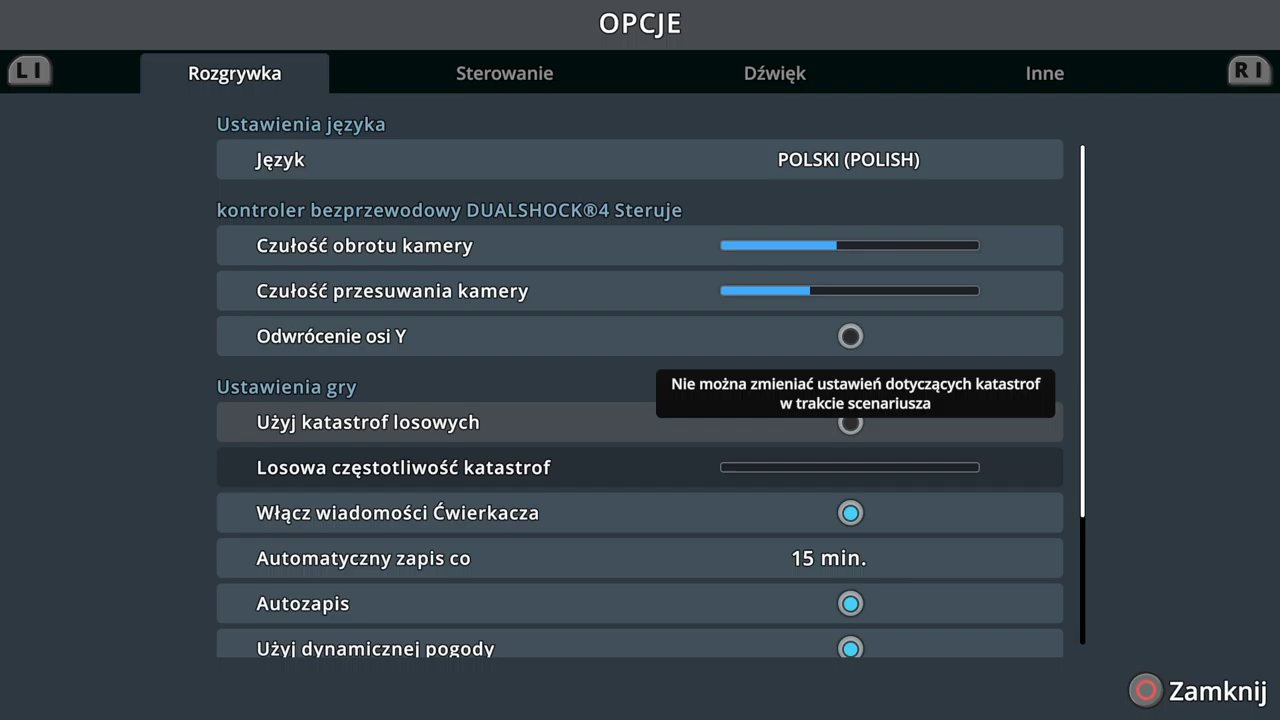 OPCJE
L1 Rozgrywka Sterowanie Dźwięk Inne R1
Ustawienia języka
Język POLSKI (POLISH)
kontroler bezprzewodowy DUALSHOCK®4 Steruje
Czułość obrotu kamery
Czułość przesuwania kamery
Odwrócenie osi Y
Ustawienia gry
Nie można zmieniać ustawień dotyczących katastrof
w trakcie scenariusza
Użyj katastrof losowych
Losowa częstotliwość katastrof
Włącz wiadomości Ćwierkacza
Automatyczny zapis co 15 min.
Autozapis
Użyj dynamicznej pogody
Zamknij